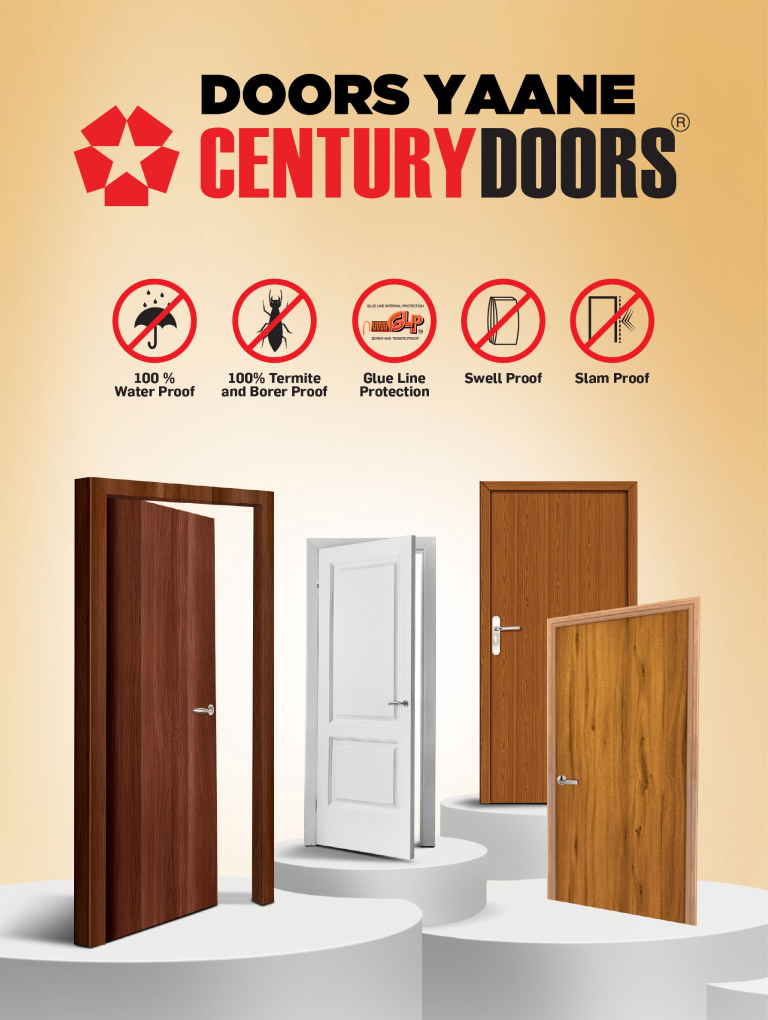 DOORS YAANE
CENTURYDOORS®
GLUE LINE INTERNAL PROTECTION
GLP
BORER AND TERMITE PROOF
100 %
Water Proof
100% Termite
and Borer Proof
Glue Line
Protection
Swell Proof
Slam Proof